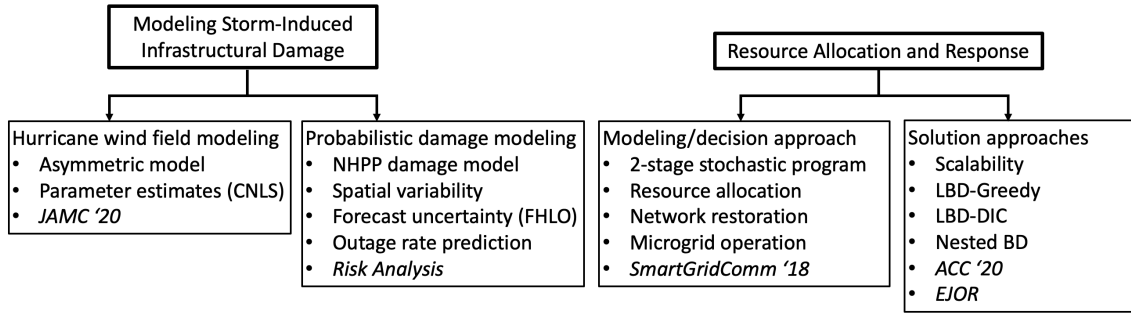 Modeling Storm-Induced
Infrastructural Damage
Resource Allocation and Response
Hurricane wind field modeling
• Asymmetric model
• Parameter estimates (CNLS)
• JAMC ‘20
Probabilistic damage modeling
• NHPP damage model
• Spatial variability
• Forecast uncertainty (FHLO)
• Outage rate prediction
• Risk Analysis
Modeling/decision approach
• 2-stage stochastic program
• Resource allocation
• Network restoration
• Microgrid operation
• SmartGridComm ‘18
Solution approaches
• Scalability
• LBD-Greedy
• LBD-DIC
• Nested BD
• ACC ‘20
• EJOR